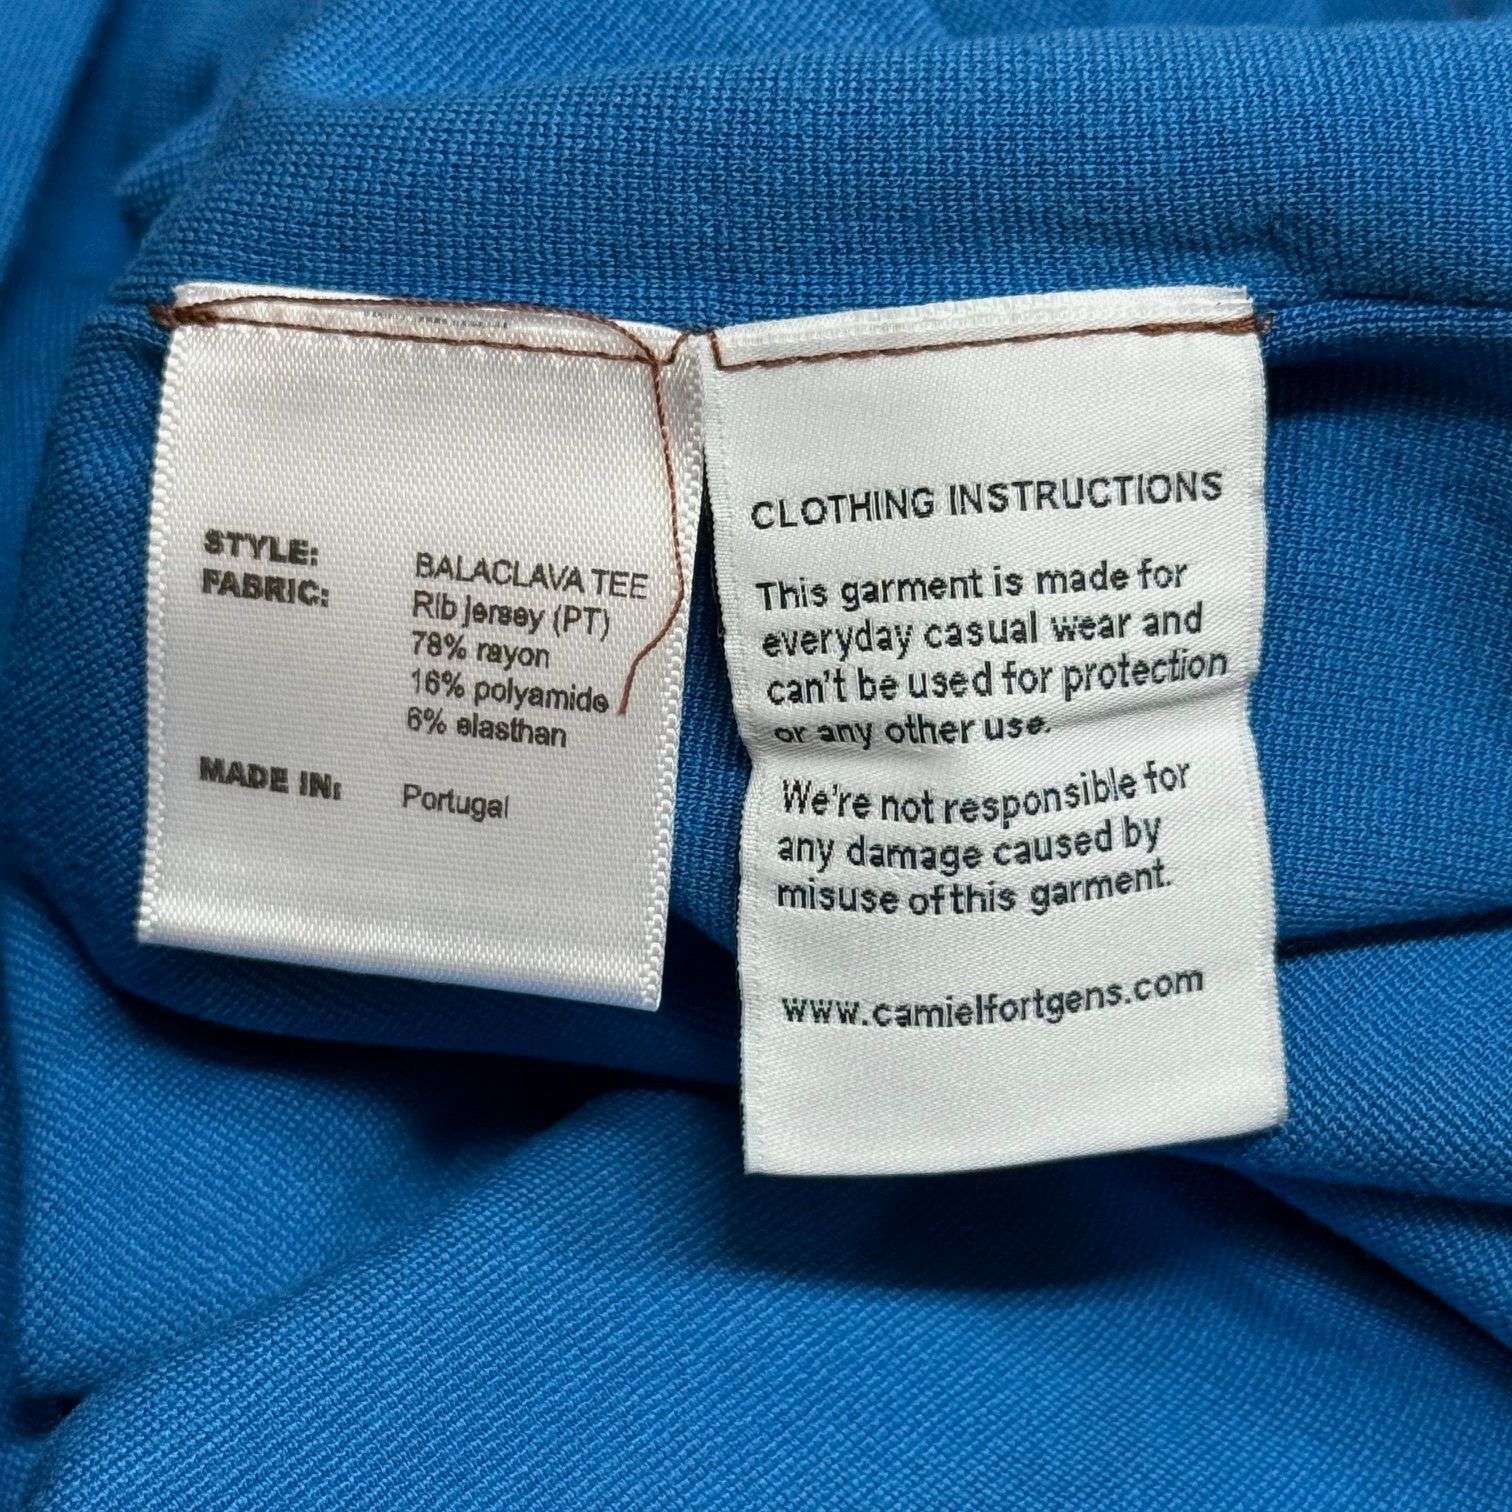 STYLE: BALACLAVA TEE
FABRIC: Rib jersey (PT)
78% rayon
16% polyamide
6% elasthan
MADE IN: Portugal
CLOTHING INSTRUCTIONS
This garment is made for
everyday casual wear and
can't be used for protection
or any other use.
We're not responsible for
any damage caused by
misuse of this garment.
www.camielfortgens.com